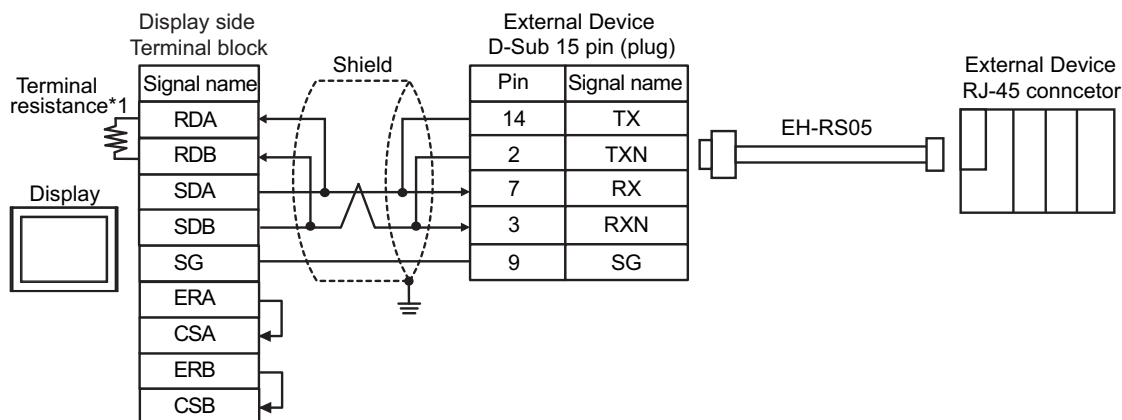 Display side
Terminal block
External Device
D-Sub 15 pin (plug)
External Device
RJ-45 conncetor
Terminal
resistance*1
Shield
Signal name
RDA
RDB
SDA
SDB
SG
ERA
CSA
ERB
CSB
Display
Pin Signal name
14 TX
2 TXN
7 RX
3 RXN
9 SG
EH-RS05